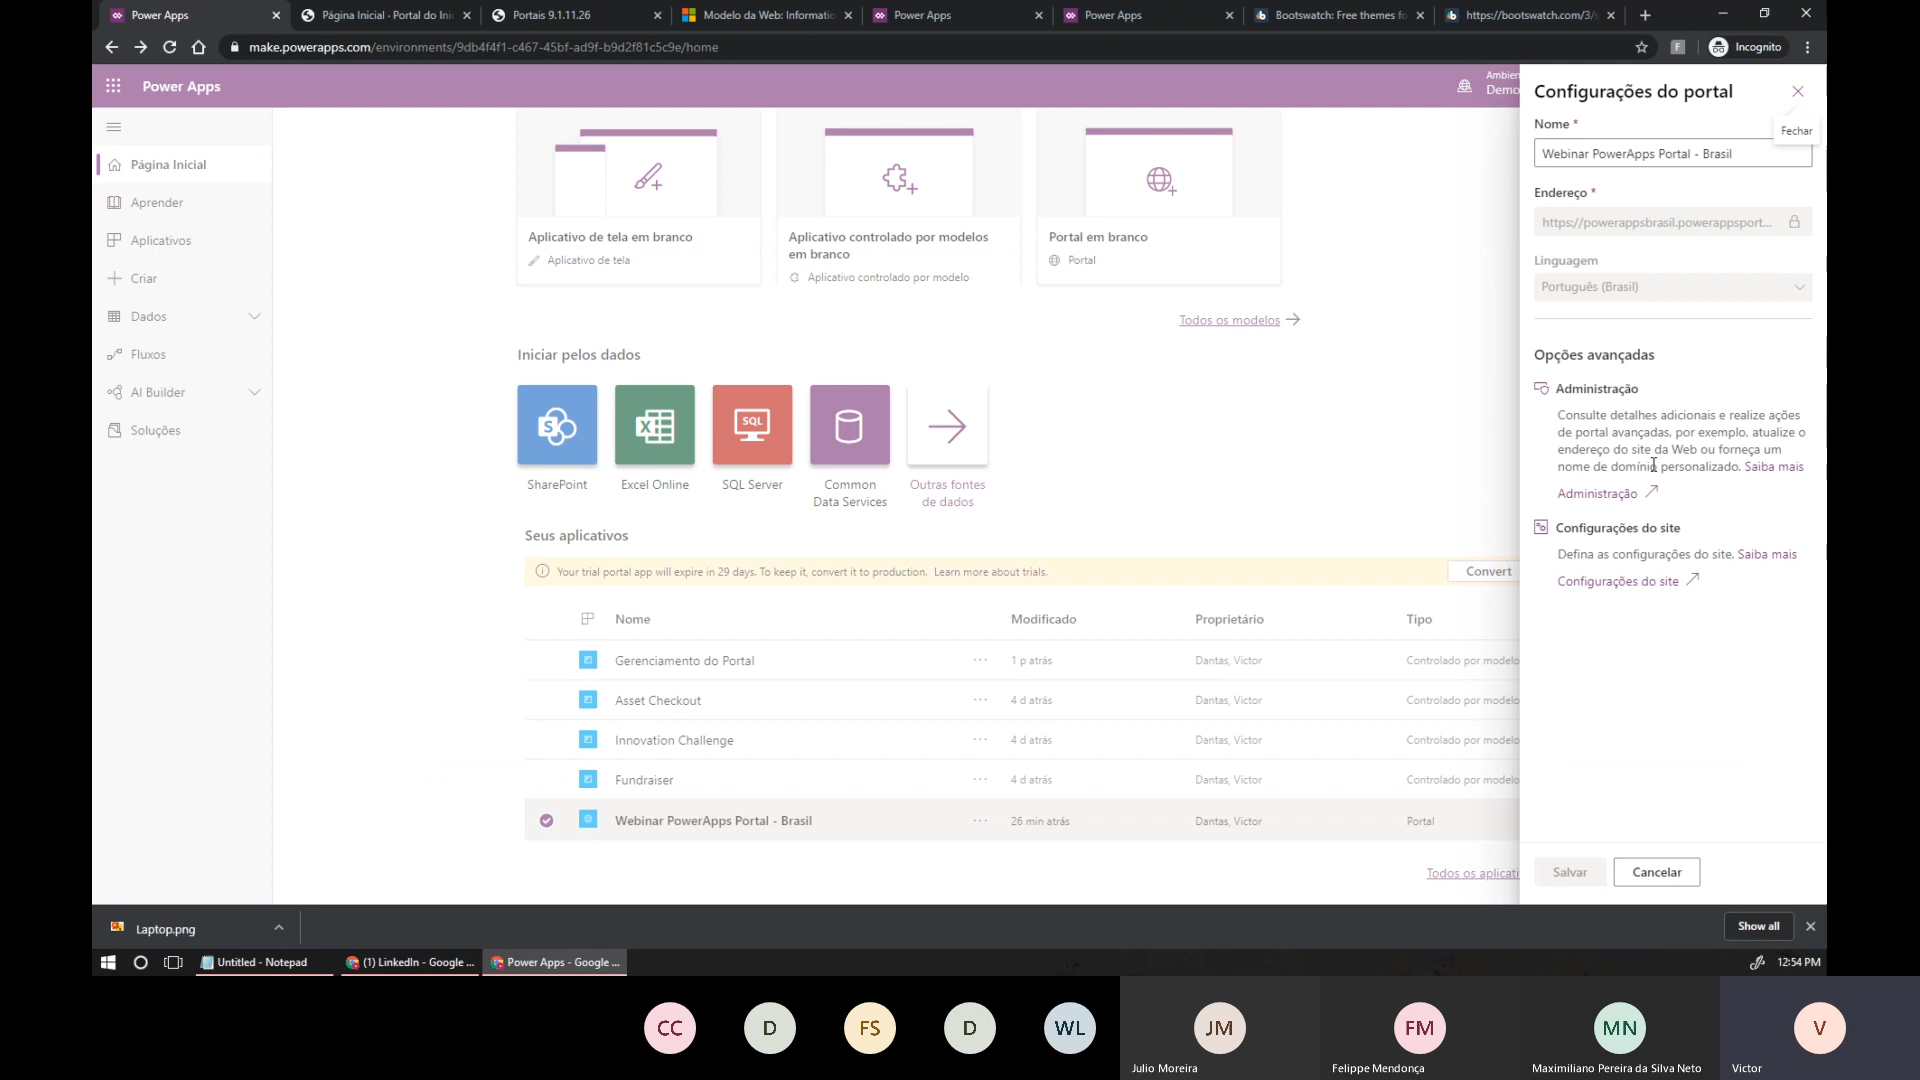 Power Apps
Página Inicial - Portal do Inic
Portais 9.1.11.26
Modelo da Web: Informatic
Power Apps
Power Apps
Bootswatch: Free themes fo
https://bootswatch.com/3/
make.powerapps.com/environments/9db4f4f1-c467-45bf-ad9f-b9d2f81c5c9e/home
F
Incognito
Power Apps
Ambien
Demo
Página Inicial
Aprender
Aplicativos
Criar
Dados
Fluxos
AI Builder
Soluções
Aplicativo de tela em branco
Aplicativo de tela
Aplicativo controlado por modelos
em branco
Aplicativo controlado por modelo
Portal em branco
Portal
Todos os modelos
Iniciar pelos dados
S
X
SQL
SharePoint
Excel Online
SQL Server
Common
Data Services
Outras fontes
de dados
Seus aplicativos
Your trial portal app will expire in 29 days. To keep it, convert it to production. Learn more about trials.
Convert
Nome
Modificado
Proprietário
Tipo
Gerenciamento do Portal
...
1 p atrás
Dantas, Victor
Controlado por modelo
Asset Checkout
...
4 d atrás
Dantas, Victor
Controlado por modelo
Innovation Challenge
...
4 d atrás
Dantas, Victor
Controlado por modelo
Fundraiser
...
4 d atrás
Dantas, Victor
Controlado por modelo
Webinar PowerApps Portal - Brasil
...
26 min atrás
Dantas, Victor
Portal
Todos os aplicati
Configurações do portal
Fechar
Nome *
Webinar PowerApps Portal - Brasil
Endereço *
https://powerappsbrasil.powerappsport...
Linguagem
Português (Brasil)
Opções avançadas
Administração
Consulte detalhes adicionais e realize ações
de portal avançadas, por exemplo, atualize o
endereço do site da Web ou forneça um
nome de domínio personalizado. Saiba mais
Administração
Configurações do site
Defina as configurações do site. Saiba mais
Configurações do site
Salvar
Cancelar
Laptop.png
Show all
Untitled - Notepad
(1) LinkedIn - Google ...
Power Apps - Google ...
12:54 PM
CC
D
FS
D
WL
JM
FM
MN
V
Julio Moreira
Felippe Mendonça
Maximiliano Pereira da Silva Neto
Victor